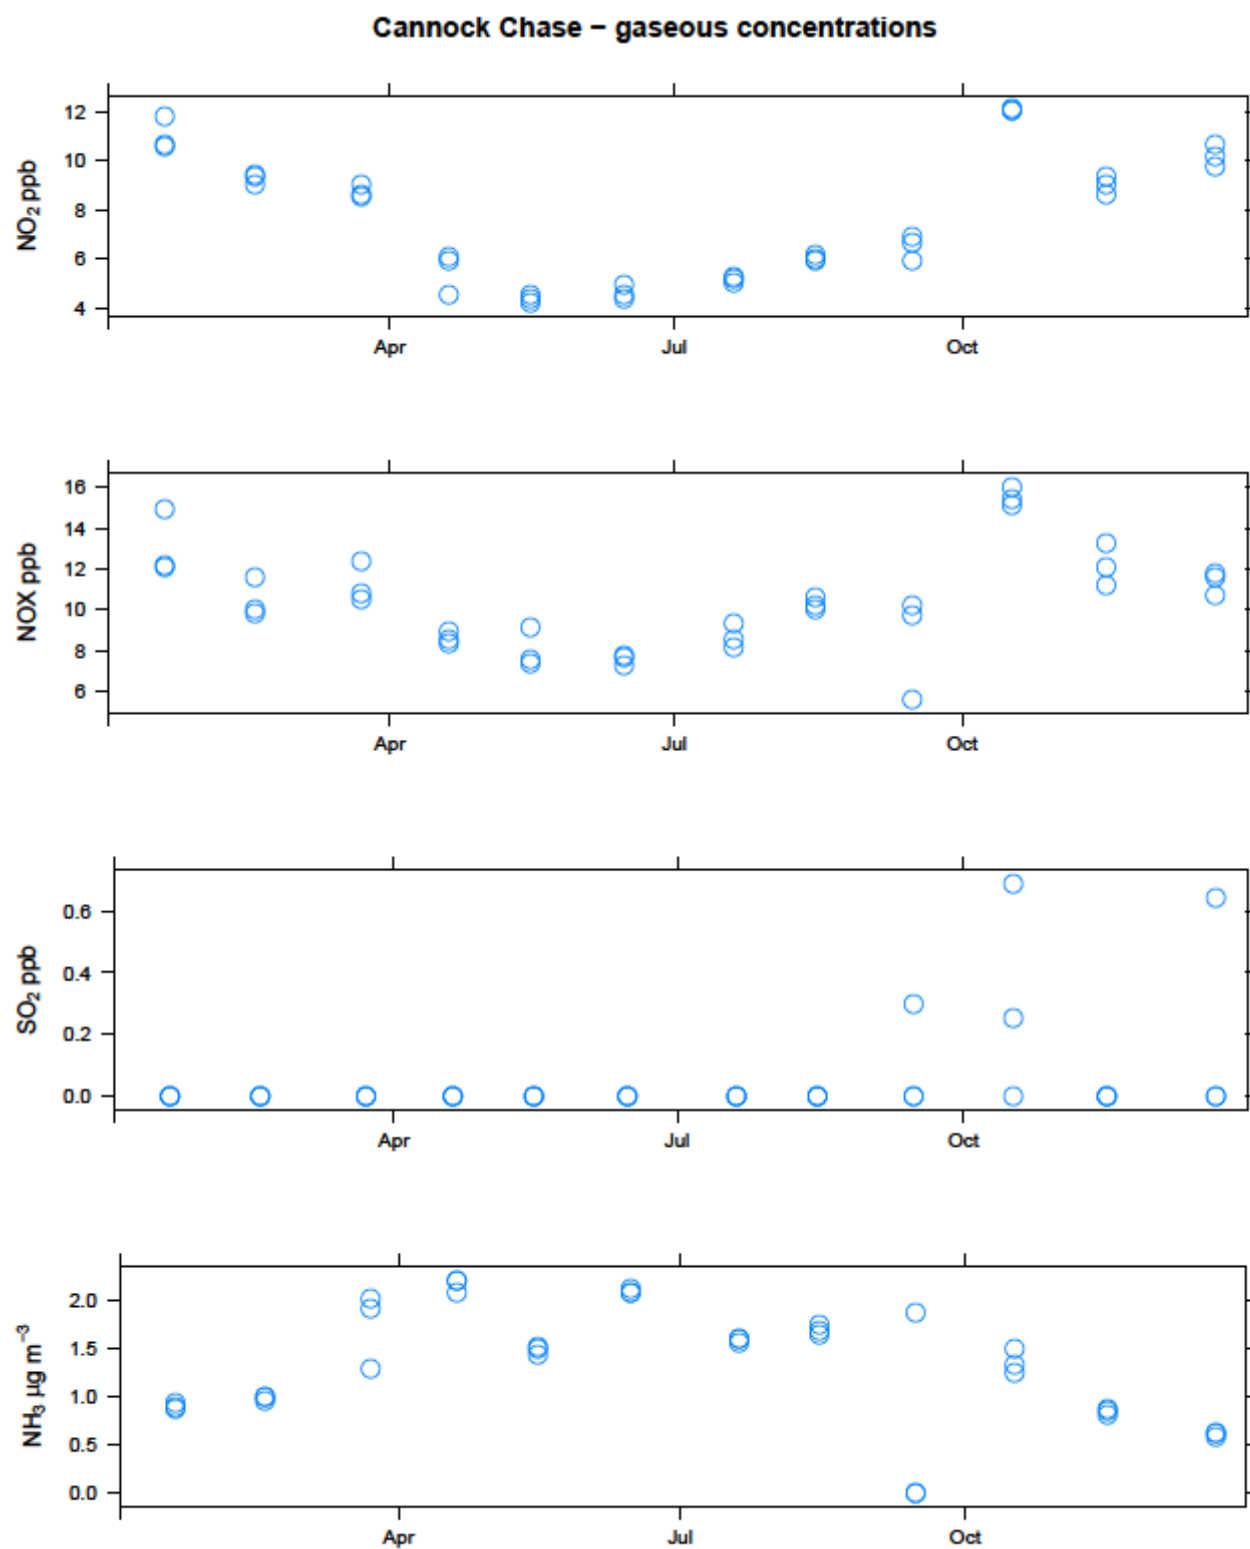 Cannock Chase − gaseous concentrations
NO₂ ppb
12
10
8
6
4
Apr Jul Oct
NOX ppb
16
14
12
10
8
6
Apr Jul Oct
SO₂ ppb
0.6
0.4
0.2
0.0
Apr Jul Oct
NH₃ µg m⁻³
2.0
1.5
1.0
0.5
0.0
Apr Jul Oct